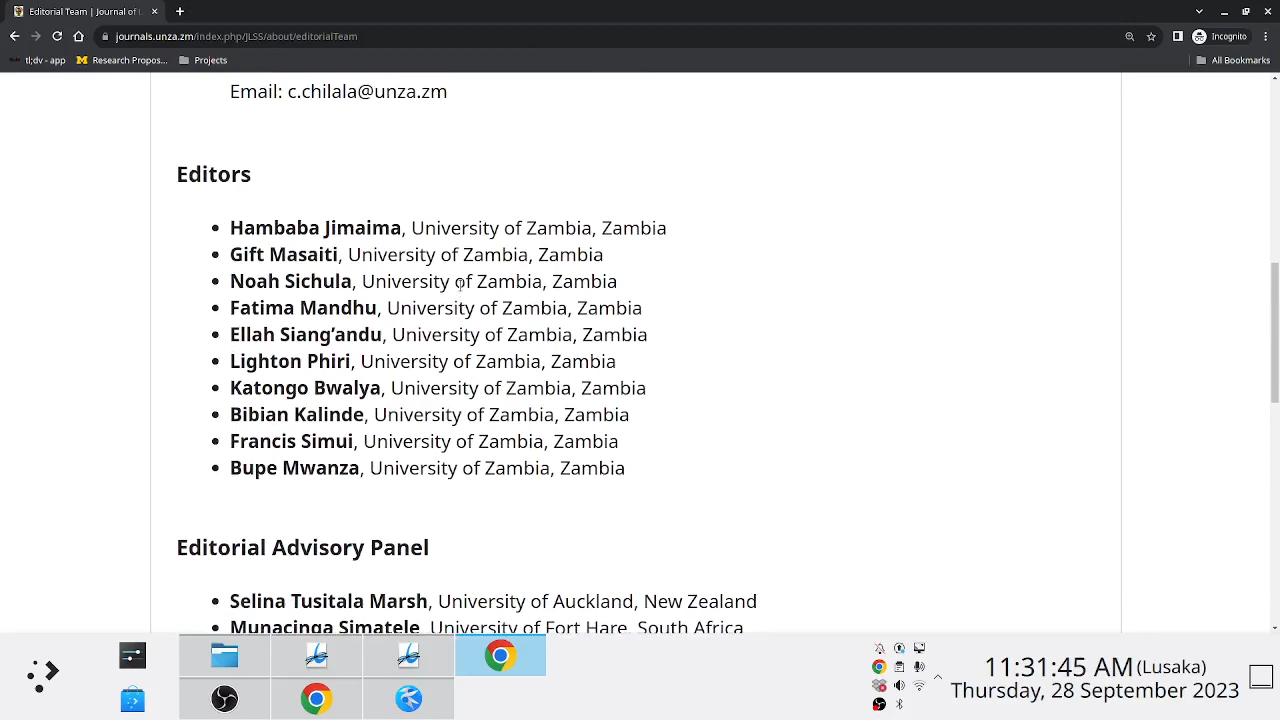 Editorial Team | Journal of
journals.unza.zm/index.php/JLSS/about/editorialTeam
Incognito
tl;dv - app
Research Propos...
Projects
All Bookmarks
Email: c.chilala@unza.zm
Editors
Hambaba Jimaima, University of Zambia, Zambia
Gift Masaiti, University of Zambia, Zambia
Noah Sichula, University of Zambia, Zambia
Fatima Mandhu, University of Zambia, Zambia
Ellah Siang’andu, University of Zambia, Zambia
Lighton Phiri, University of Zambia, Zambia
Katongo Bwalya, University of Zambia, Zambia
Bibian Kalinde, University of Zambia, Zambia
Francis Simui, University of Zambia, Zambia
Bupe Mwanza, University of Zambia, Zambia
Editorial Advisory Panel
Selina Tusitala Marsh, University of Auckland, New Zealand
Munacinga Simatele, University of Fort Hare, South Africa
11:31:45 AM (Lusaka)
Thursday, 28 September 2023